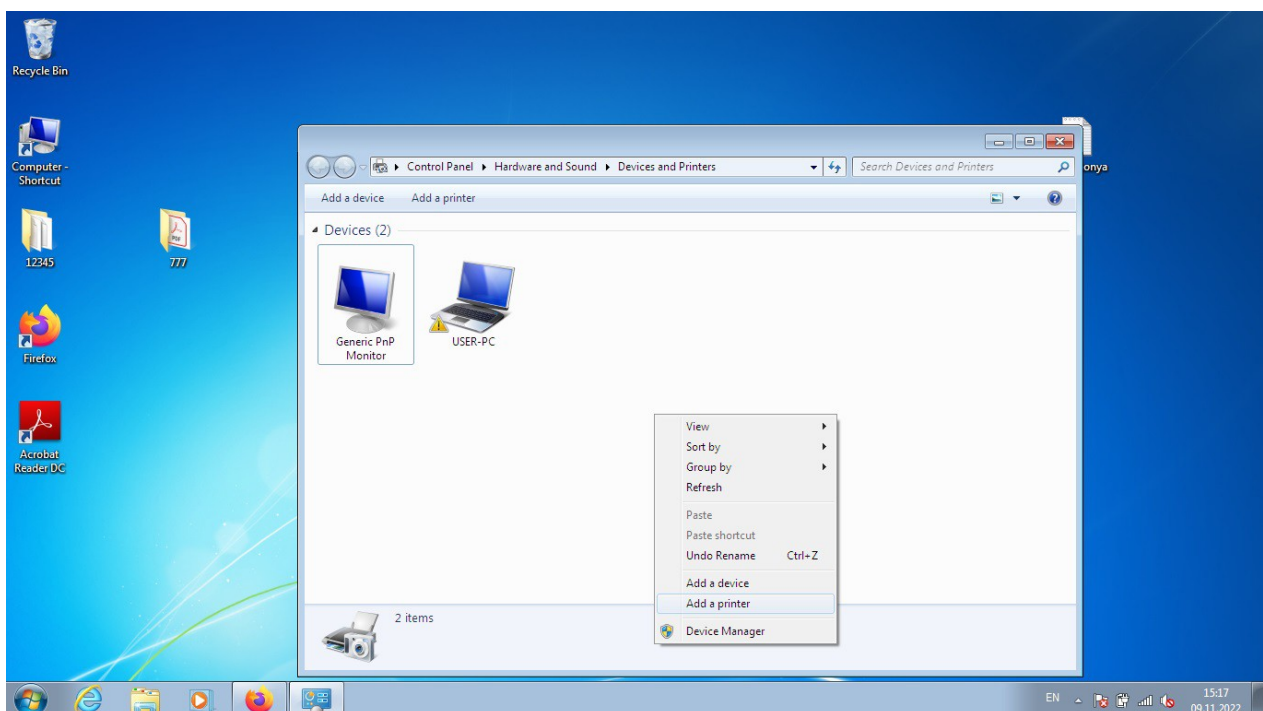 Recycle Bin
Computer -
Shortcut
12345
777
PDF
Firefox
Acrobat
Reader DC
onya
Control Panel Hardware and Sound Devices and Printers
Search Devices and Printers
Add a device Add a printer
Devices (2)
Generic PnP
Monitor
USER-PC
View
Sort by
Group by
Refresh
Paste
Paste shortcut
Undo Rename Ctrl+Z
Add a device
Add a printer
Device Manager
2 items
EN
15:17
09.11.2022